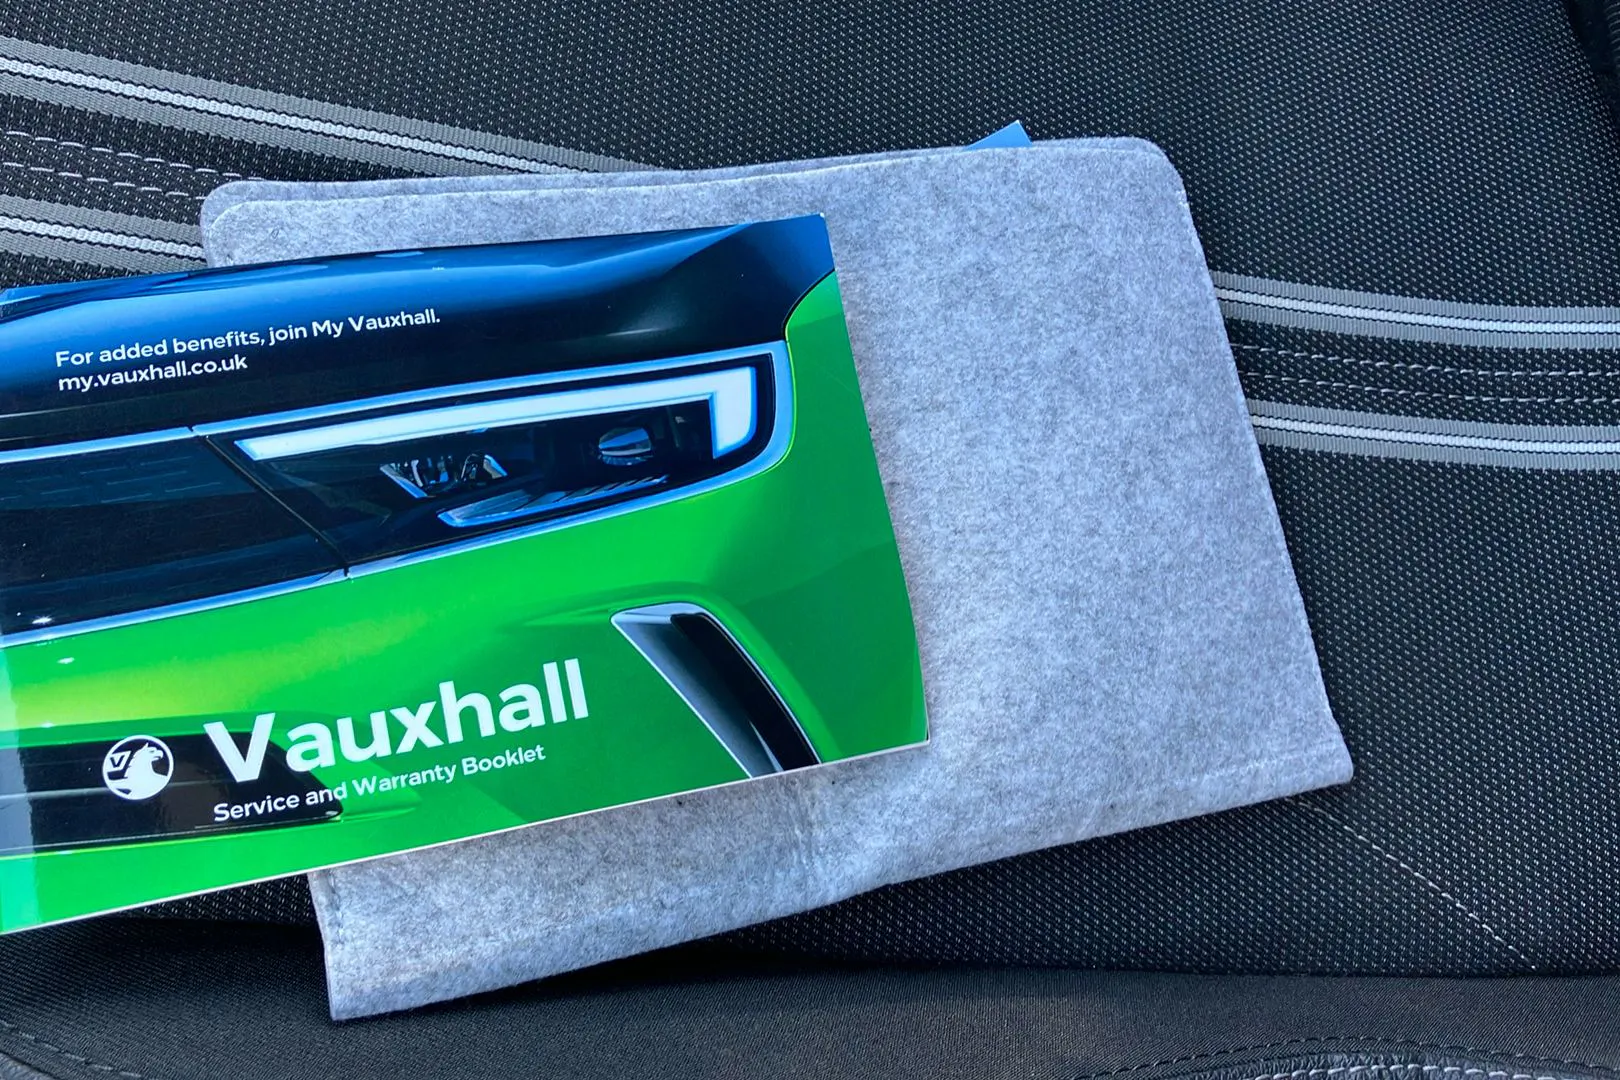 For added benefits, join My Vauxhall.
my.vauxhall.co.uk
Vauxhall
Service and Warranty Booklet